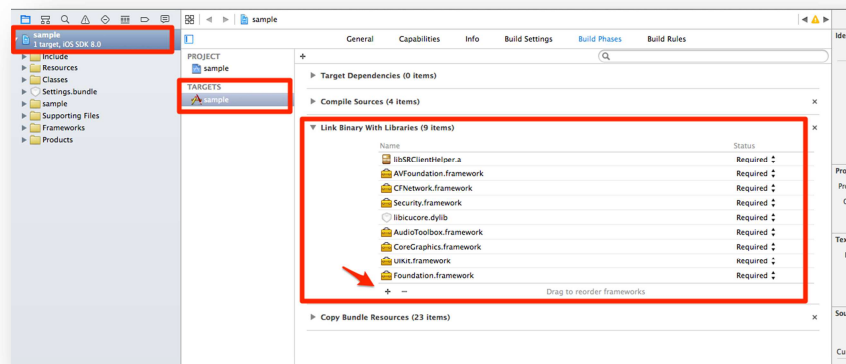 sample
sample
1 target, iOS SDK 8.0
Include
Resources
Classes
Settings.bundle
sample
Supporting Files
Frameworks
Products
General Capabilities Info Build Settings Build Phases Build Rules
PROJECT
sample
TARGETS
sample
+
Target Dependencies (0 items)
Compile Sources (4 items)
Link Binary With Libraries (9 items)
Name Status
libSRClientHelper.a Required
AVFoundation.framework Required
CFNetwork.framework Required
Security.framework Required
libicucore.dylib Required
AudioToolbox.framework Required
CoreGraphics.framework Required
UIKit.framework Required
Foundation.framework Required
+ − Drag to reorder frameworks
Copy Bundle Resources (23 items)